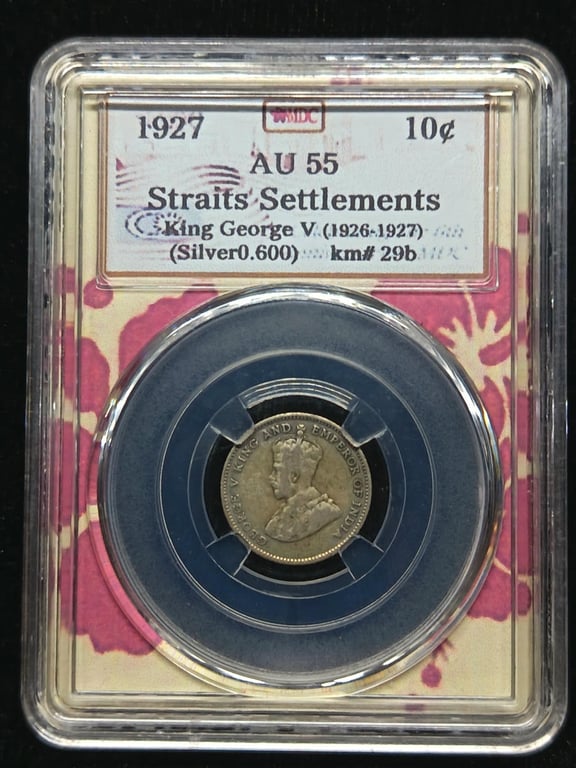 MDC
1927 10¢
AU 55
Straits Settlements
King George V (1926-1927)
(Silver0.600) km# 29b
GEORGE V KING AND EMPEROR OF INDIA